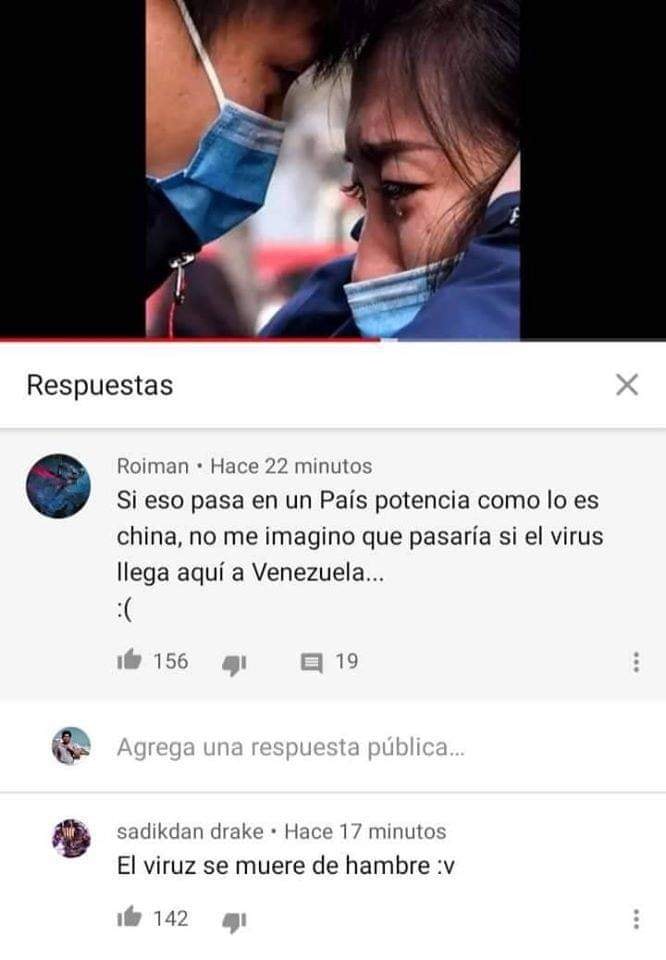 Respuestas
Roiman • Hace 22 minutos
Si eso pasa en un País potencia como lo es
china, no me imagino que pasaría si el virus
llega aquí a Venezuela...
:(
156 19
Agrega una respuesta pública...
sadikdan drake • Hace 17 minutos
El viruz se muere de hambre :v
142